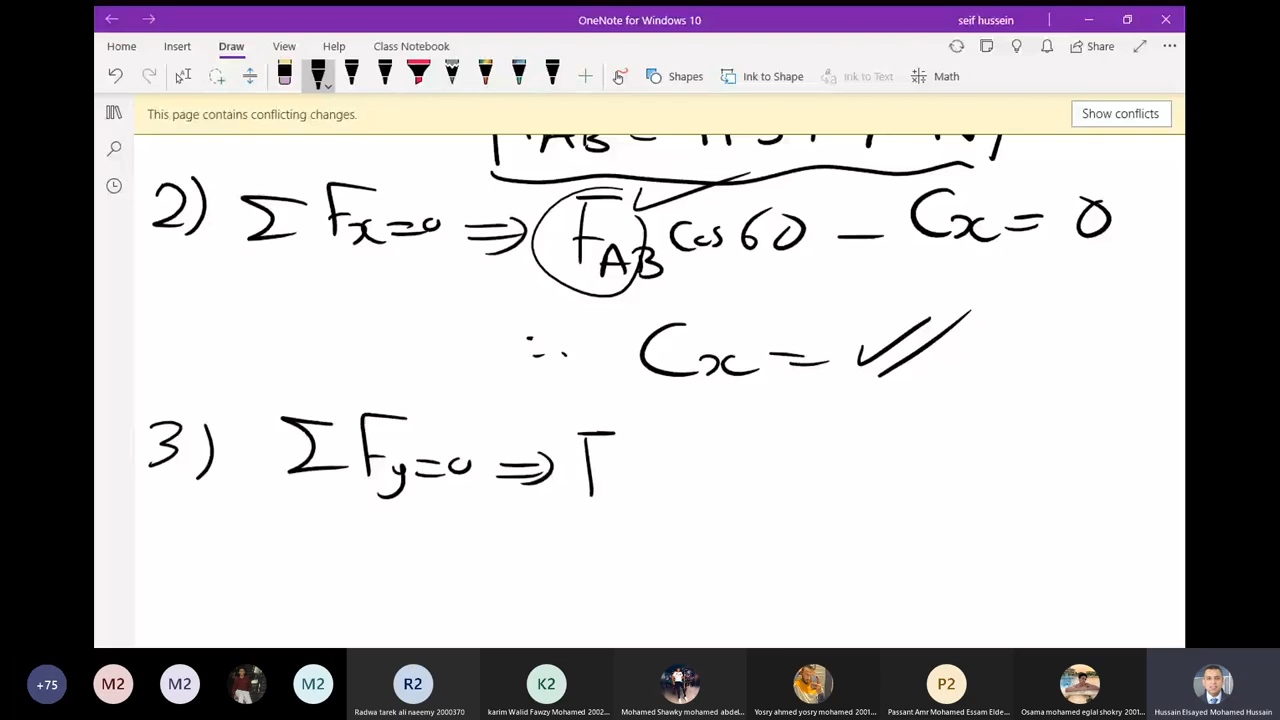 OneNote for Windows 10
seif hussein
Home Insert Draw View Help Class Notebook
Share
Shapes Ink to Shape Ink to Text Math
This page contains conflicting changes.
Show conflicts
2) Σ Fx=0 ⇒ FAB cos 60 - Cx = 0
∴ Cx = ✓
3) Σ Fy=0 ⇒
+75 M2 M2 M2 R2 K2 P2
Radwa tarek ali naeemy 2000370
karim Walid Fawzy Mohamed 2002...
Mohamed Shawky mohamed abdel...
Yosry ahmed yosry mohamed 2001...
Passant Amr Mohamed Essam Elde...
Osama mohamed eglal shokry 2001...
Hussain Elsayed Mohamed Hussain